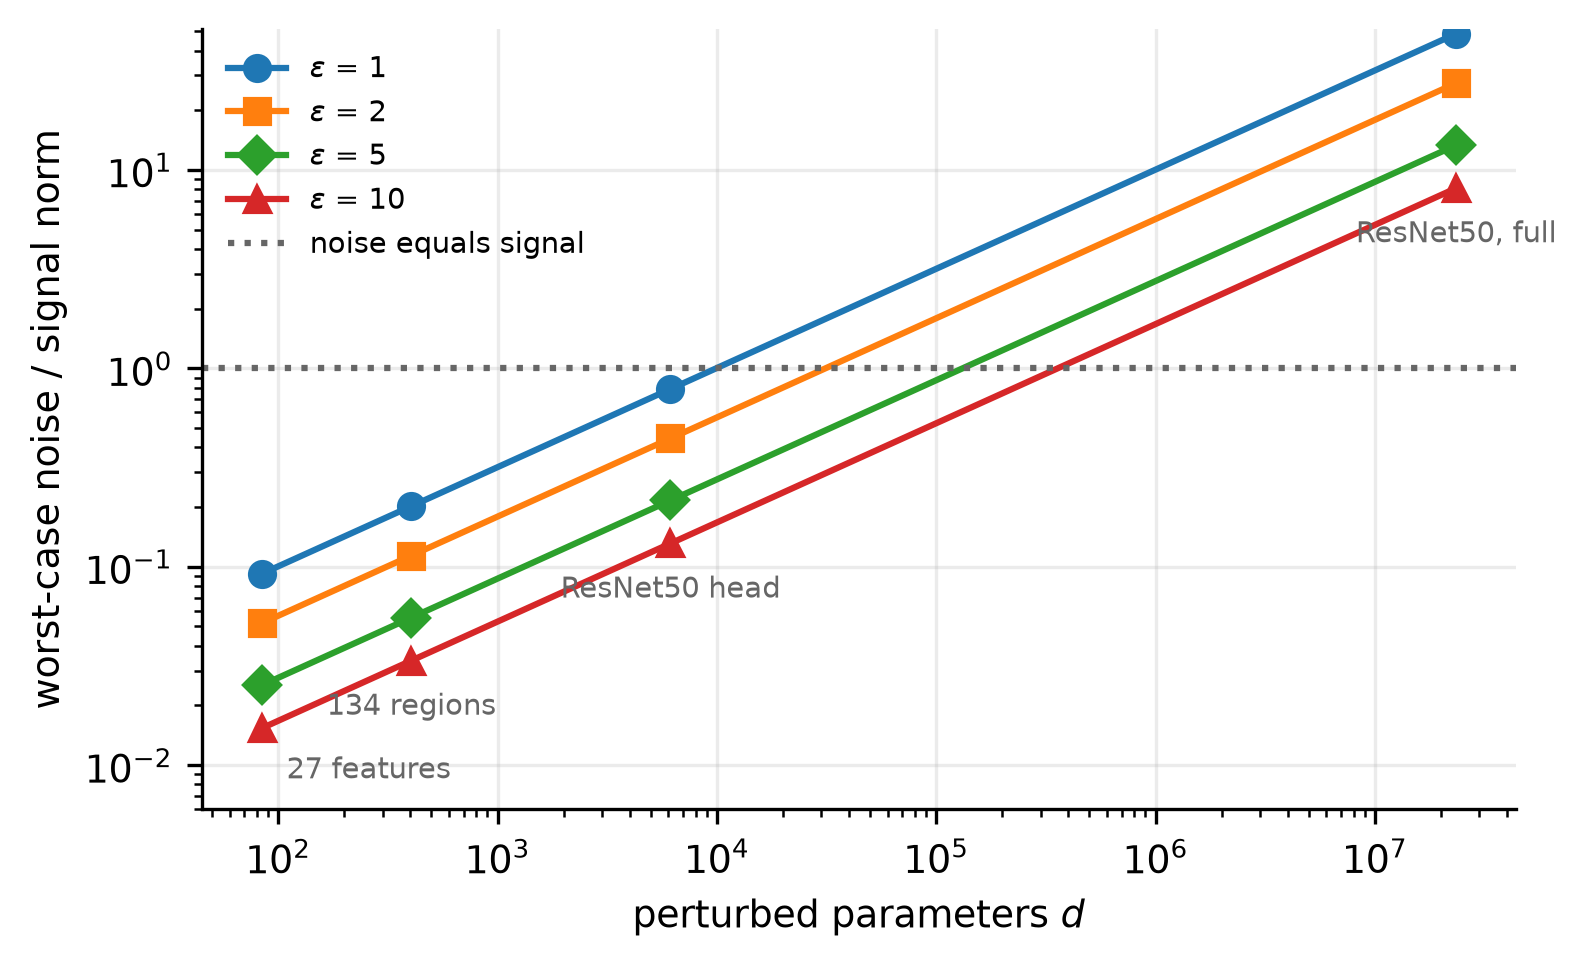 ε = 1
ε = 2
ε = 5
ε = 10
noise equals signal
worst-case noise / signal norm
10¹
10⁰
10⁻¹
10⁻²
ResNet50, full
ResNet50 head
134 regions
27 features
10² 10³ 10⁴ 10⁵ 10⁶ 10⁷
perturbed parameters d